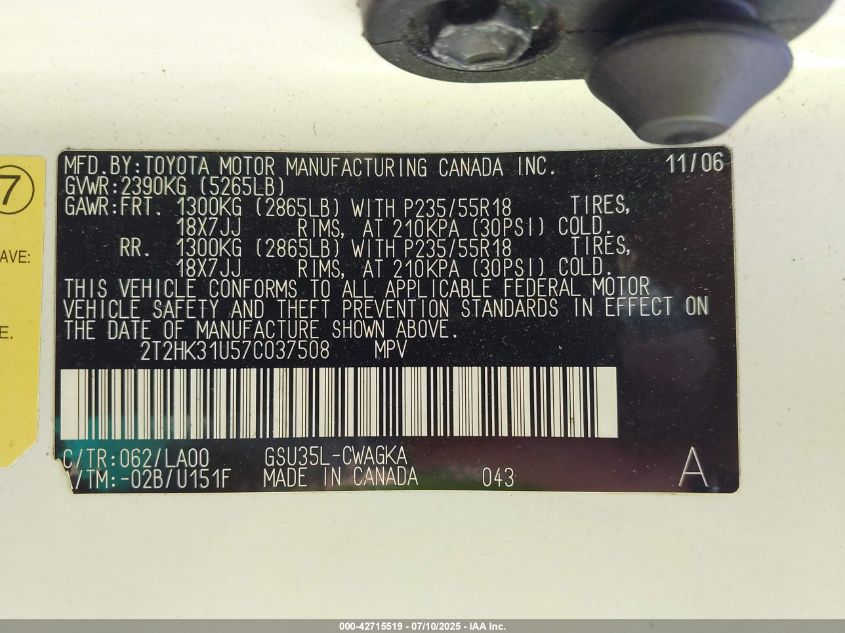 MFD.BY:TOYOTA MOTOR MANUFACTURING CANADA INC. 11/06
GVWR:2390KG (5265LB)
GAWR:FRT. 1300KG (2865LB) WITH P235/55R18 TIRES,
18X7JJ RIMS, AT 210KPA (30PSI) COLD.
RR. 1300KG (2865LB) WITH P235/55R18 TIRES,
18X7JJ RIMS, AT 210KPA (30PSI) COLD.
THIS VEHICLE CONFORMS TO ALL APPLICABLE FEDERAL MOTOR
VEHICLE SAFETY AND THEFT PREVENTION STANDARDS IN EFFECT ON
THE DATE OF MANUFACTURE SHOWN ABOVE.
2T2HK31U57C037508 MPV
C/TR:062/LA00 GSU35L-CWAGKA
/TM:-02B/U151F MADE IN CANADA 043 A
7
AVE:
E.
000-42715519 - 07/10/2025 - IAA Inc.